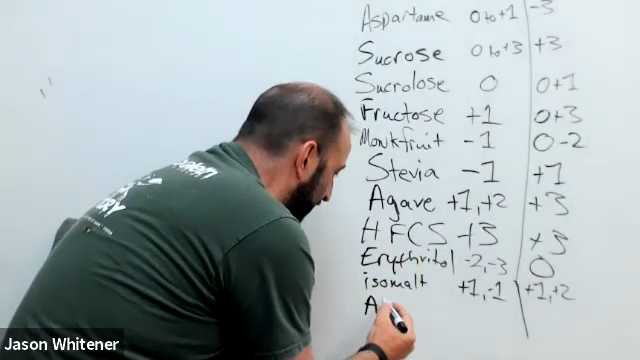 Aspartame 0 to +1 -3
Sucrose 0 to +3 +3
Sucrolose 0 0+1
Fructose +1 0+3
Monkfruit -1 0-2
Stevia -1 +1
Agave +1,+2 +3
HFCS +3 +3
Erythritol -2,-3 0
isomalt +1,-1 +1,+2
A
Jason Whitener